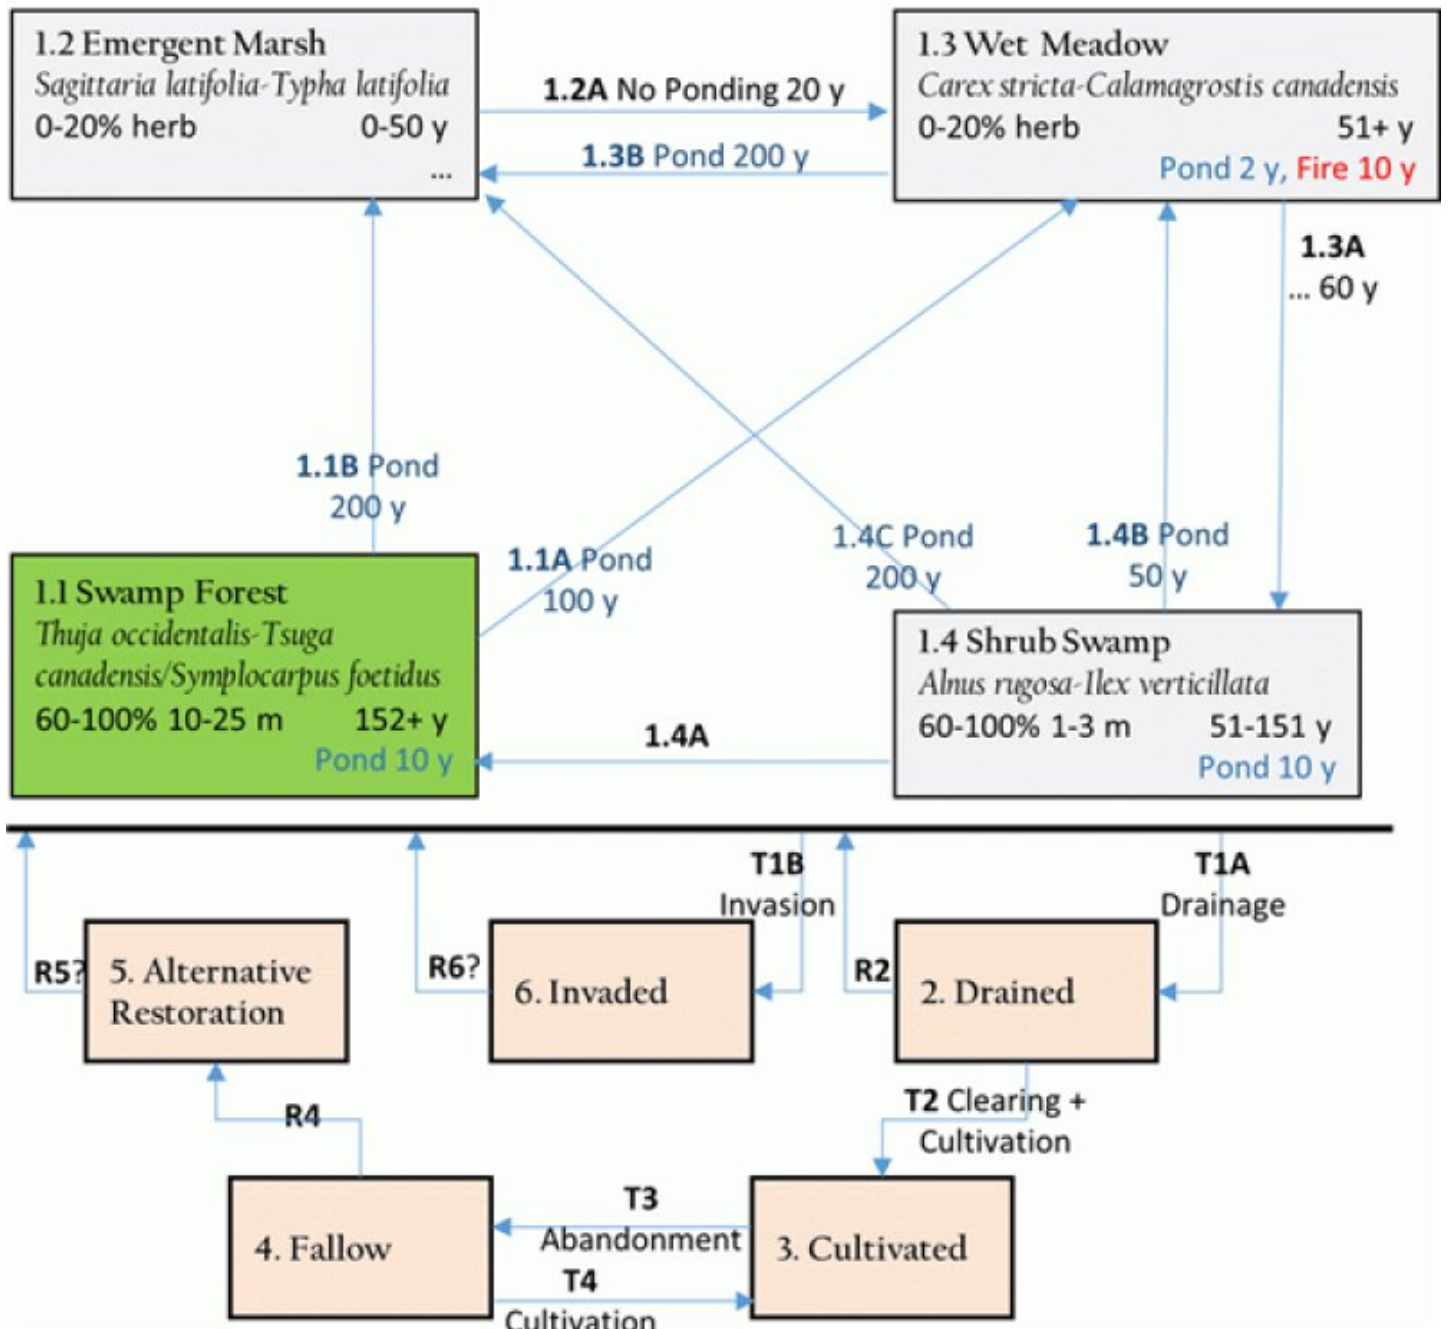 1.2 Emergent Marsh
Sagittaria latifolia-Typha latifolia
0-20% herb 0-50 y
...
1.2A No Ponding 20 y
1.3B Pond 200 y
1.3 Wet Meadow
Carex stricta-Calamagrostis canadensis
0-20% herb 51+ y
Pond 2 y, Fire 10 y
1.3A
... 60 y
1.1B Pond
200 y
1.1A Pond
100 y
1.4C Pond
200 y
1.4B Pond
50 y
1.1 Swamp Forest
Thuja occidentalis-Tsuga
canadensis/Symplocarpus foetidus
60-100% 10-25 m 152+ y
Pond 10 y
1.4A
1.4 Shrub Swamp
Alnus rugosa-Ilex verticillata
60-100% 1-3 m 51-151 y
Pond 10 y
T1B
Invasion
T1A
Drainage
R5?
5. Alternative
Restoration
R6?
6. Invaded
R2
2. Drained
R4
T2 Clearing +
Cultivation
4. Fallow
T3
Abandonment
T4
Cultivation
3. Cultivated